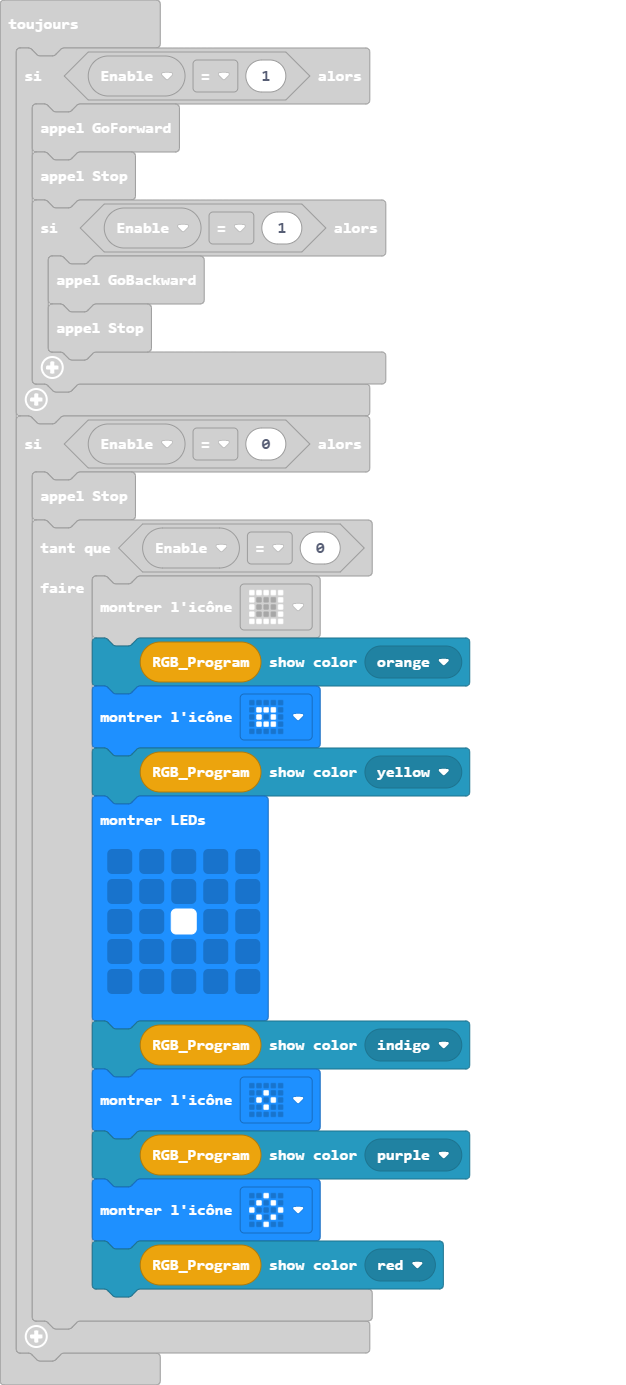 toujours
si Enable = 1 alors
appel GoForward
appel Stop
si Enable = 1 alors
appel GoBackward
appel Stop
si Enable = 0 alors
appel Stop
tant que Enable = 0
faire
montrer l'icône
RGB_Program show color orange
montrer l'icône
RGB_Program show color yellow
montrer LEDs
RGB_Program show color indigo
montrer l'icône
RGB_Program show color purple
montrer l'icône
RGB_Program show color red